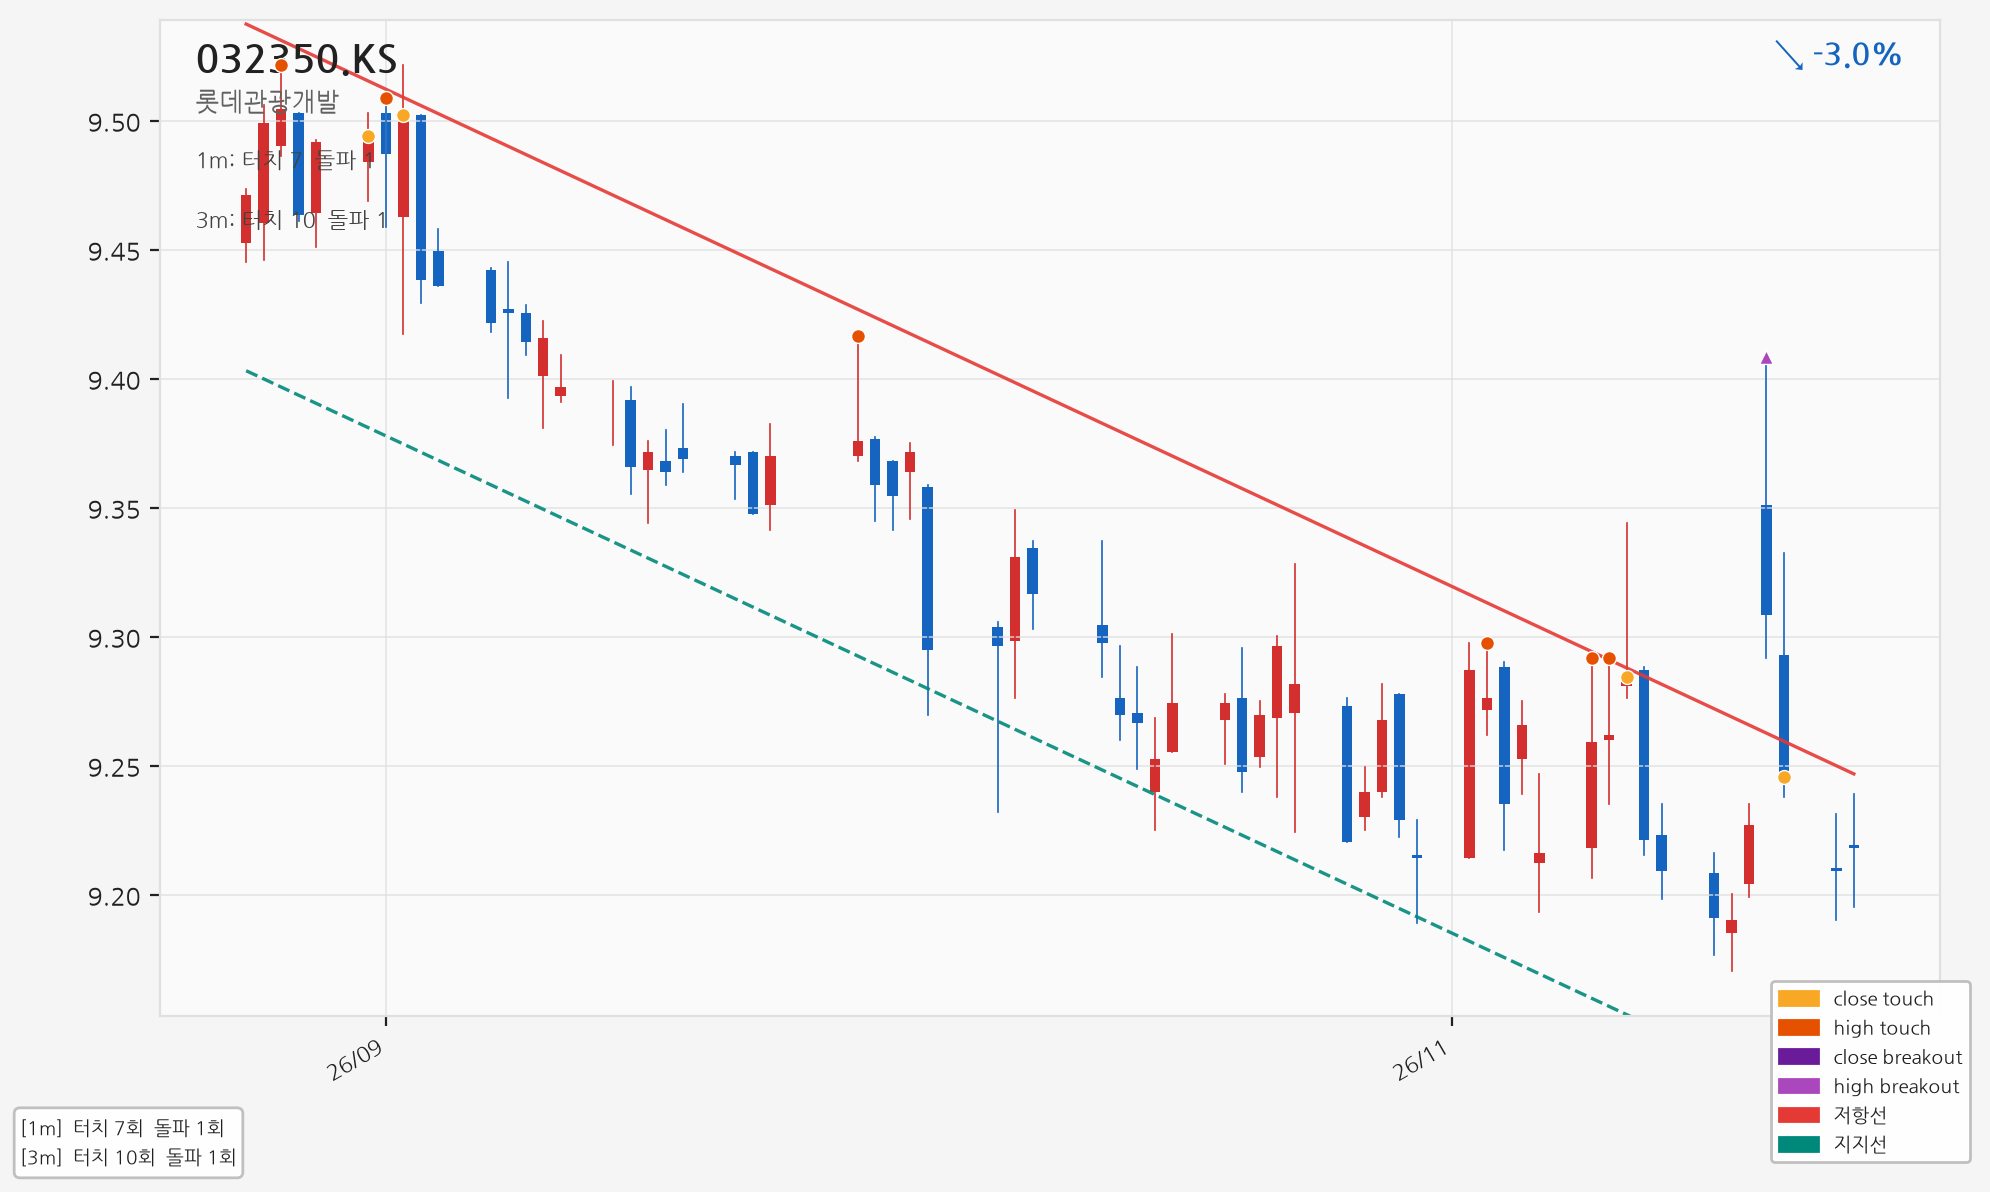 032350.KS
-3.0%
롯데관광개발
1m: 터치 7  돌파 1
3m: 터치 10  돌파 1
9.50
9.45
9.40
9.35
9.30
9.25
9.20
26/09
26/11
close touch
high touch
close breakout
high breakout
저항선
지지선
[1m]  터치 7회  돌파 1회
[3m]  터치 10회  돌파 1회